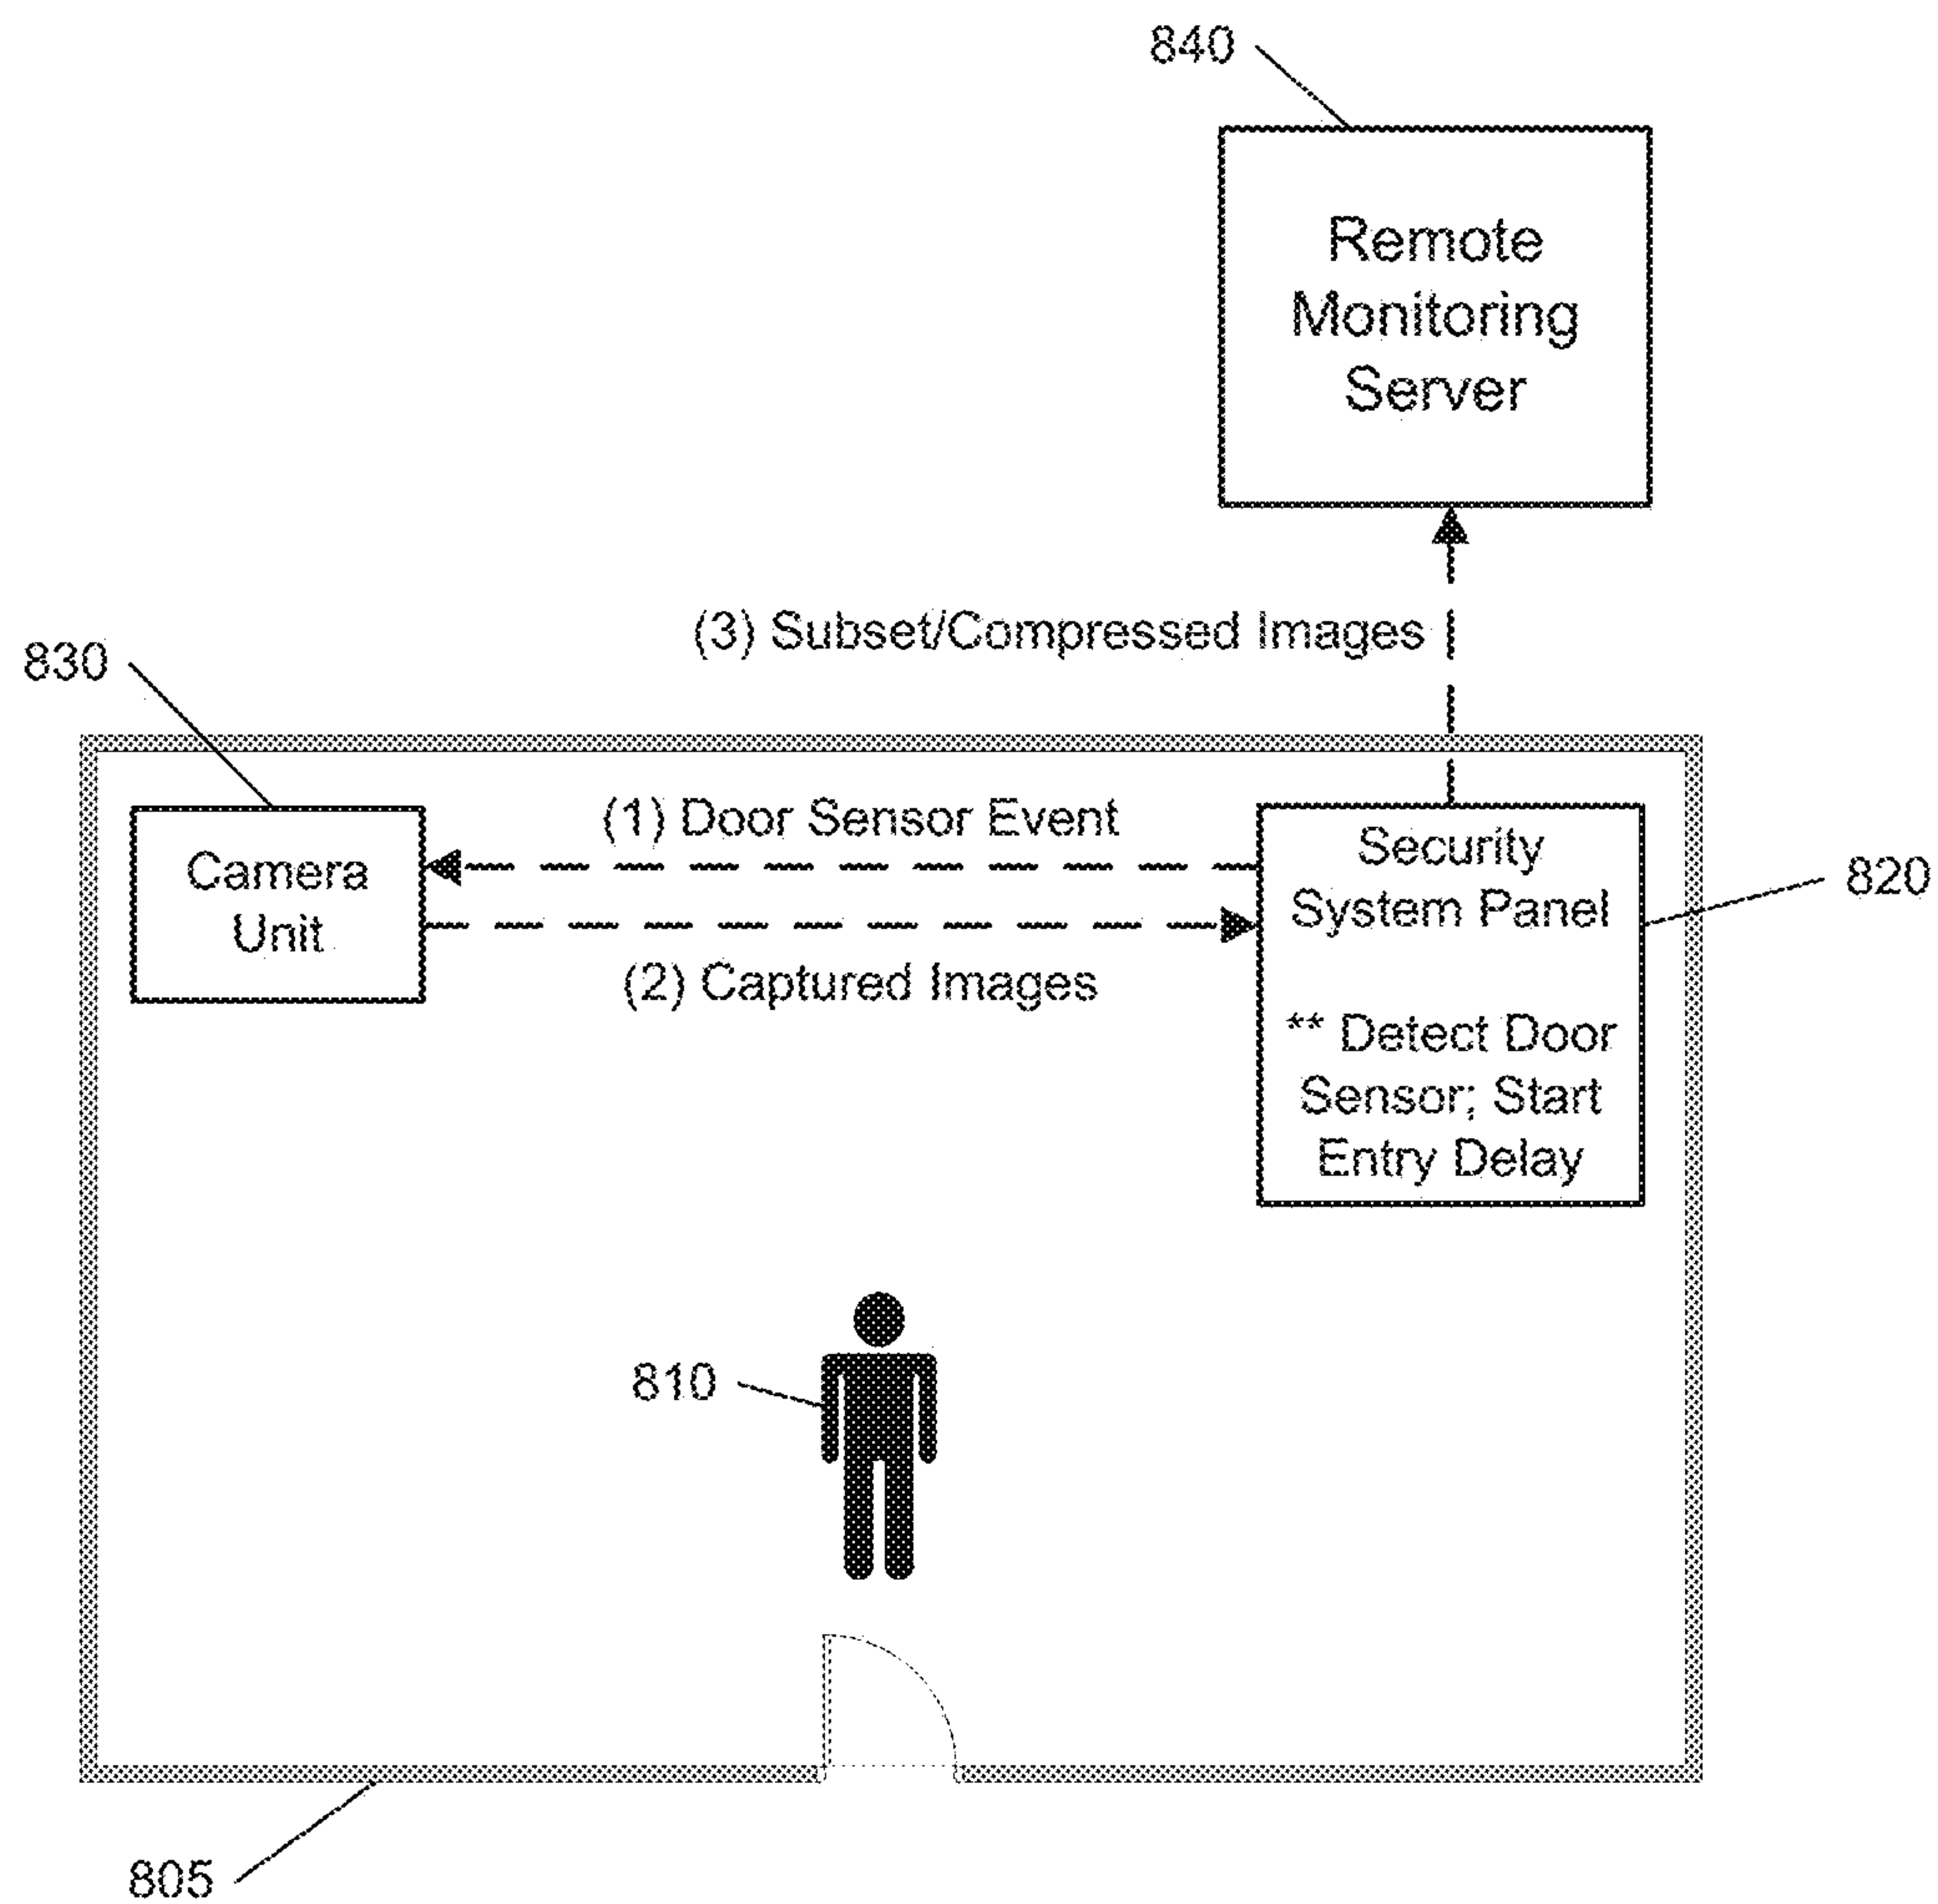 840
Remote
Monitoring
Server
(3) Subset/Compressed Images
830
(1) Door Sensor Event
Camera
Unit
(2) Captured Images
Security
System Panel
** Detect Door
Sensor; Start
Entry Delay
820
810
805